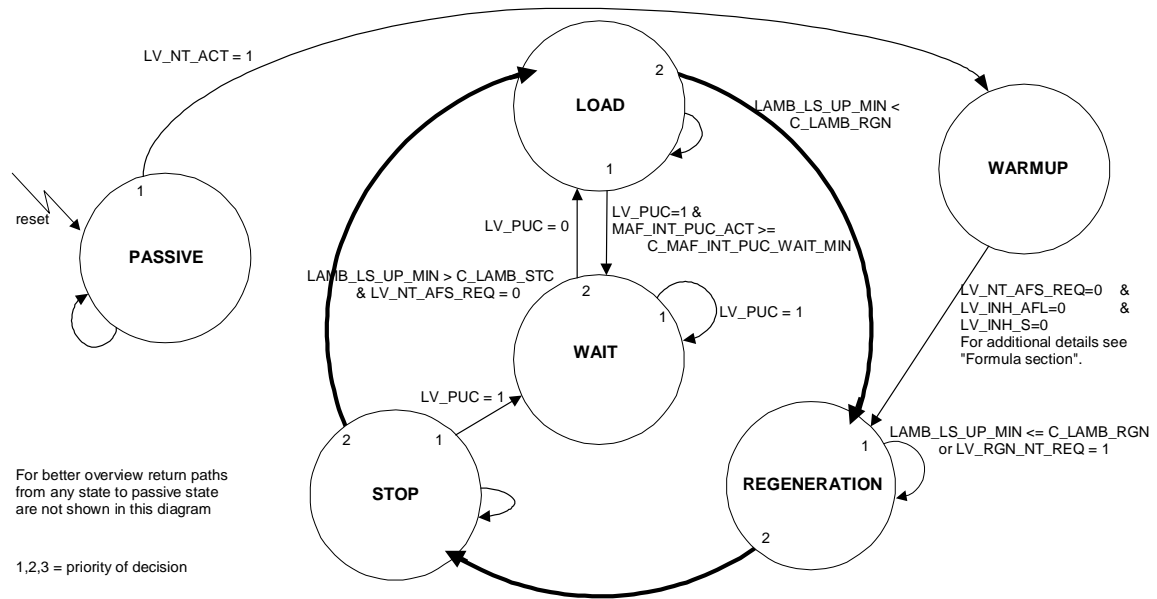 LV_NT_ACT = 1
2
LOAD
1
LAMB_LS_UP_MIN <
C_LAMB_RGN
WARMUP
1
reset
PASSIVE
LV_PUC = 0
LV_PUC=1 &
MAF_INT_PUC_ACT >=
C_MAF_INT_PUC_WAIT_MIN
LAMB_LS_UP_MIN > C_LAMB_STC
& LV_NT_AFS_REQ = 0
2
1
LV_PUC = 1
WAIT
LV_NT_AFS_REQ=0 &
LV_INH_AFL=0 &
LV_INH_S=0
For additional details see
"Formula section".
LV_PUC = 1
2
1
STOP
1
LAMB_LS_UP_MIN <= C_LAMB_RGN
or LV_RGN_NT_REQ = 1
REGENERATION
2
For better overview return paths
from any state to passive state
are not shown in this diagram
1,2,3 = priority of decision